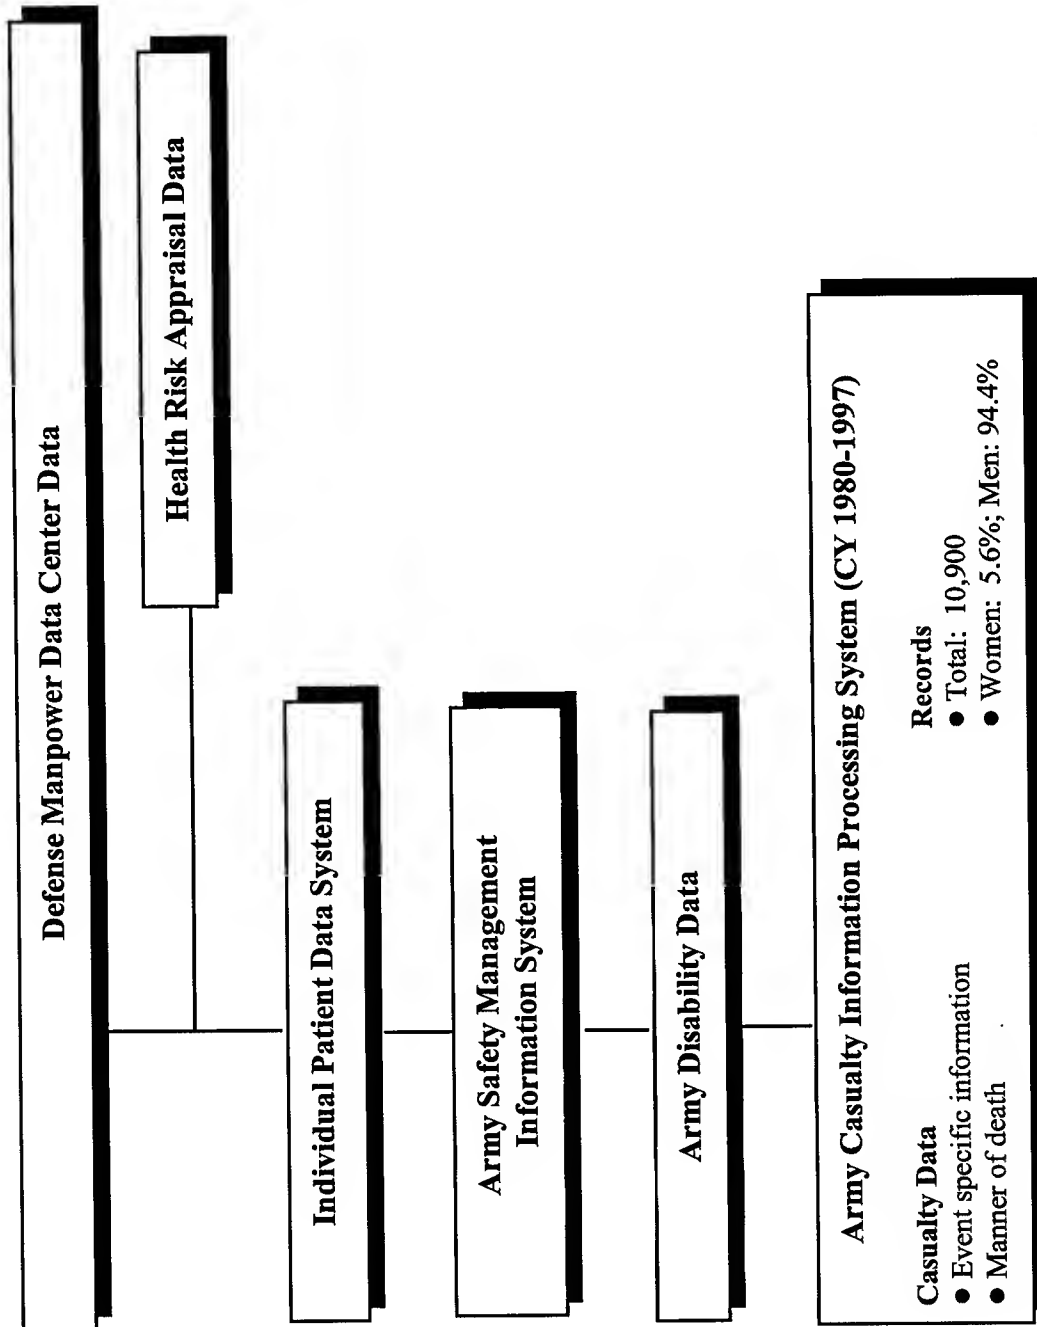 Defense Manpower Data Center Data
Health Risk Appraisal Data
Individual Patient Data System
Army Safety Management
Information System
Army Disability Data
Army Casualty Information Processing System (CY 1980-1997)
Casualty Data
● Event specific information
● Manner of death
Records
● Total: 10,900
● Women: 5.6%; Men: 94.4%